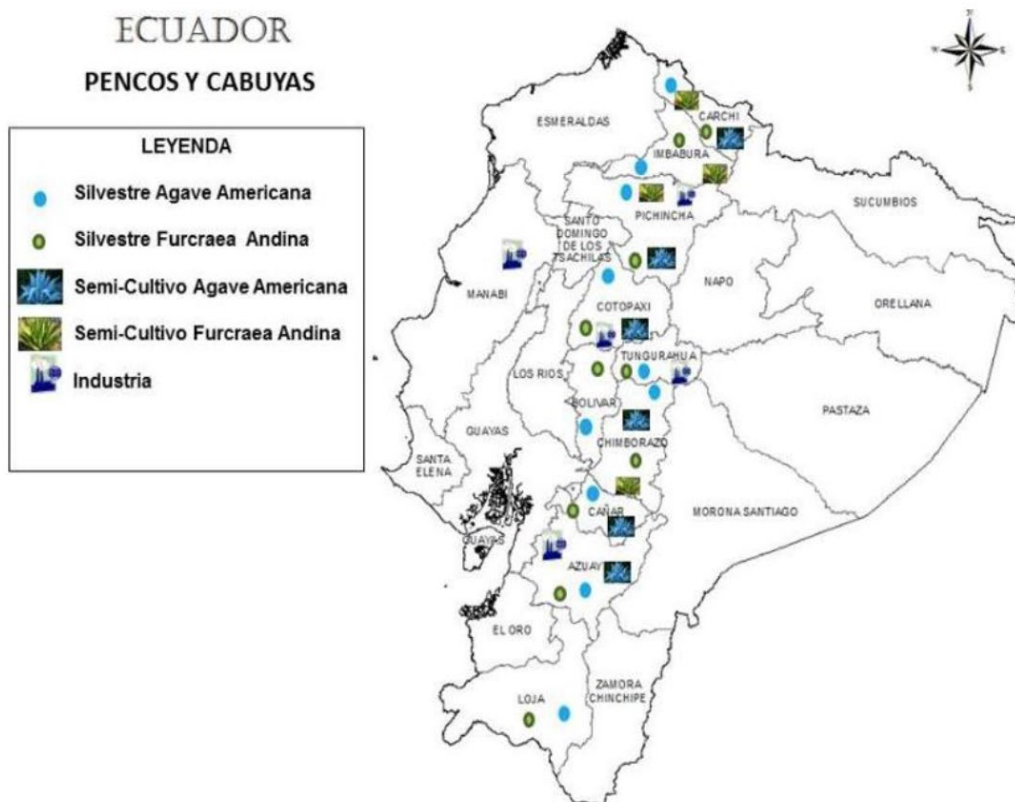 ECUADOR
PENCOS Y CABUYAS
LEYENDA
Silvestre Agave Americana
Silvestre Furcraea Andina
Semi-Cultivo Agave Americana
Semi-Cultivo Furcraea Andina
Industria
N
W
E
S
ESMERALDAS
CARCHI
IMBABURA
SUCUMBIOS
PICHINCHA
SANTO
DOMINGO
DE LOS
TSACHILAS
NAPO
MANABI
ORELLANA
COTOPAXI
TUNGURAHUA
LOS RIOS
BOLIVAR
PASTAZA
GUAYAS
CHIMBORAZO
SANTA
ELENA
MORONA SANTIAGO
CAÑAR
GUAYAS
AZUAY
EL ORO
ZAMORA
CHINCHIPE
LOJA